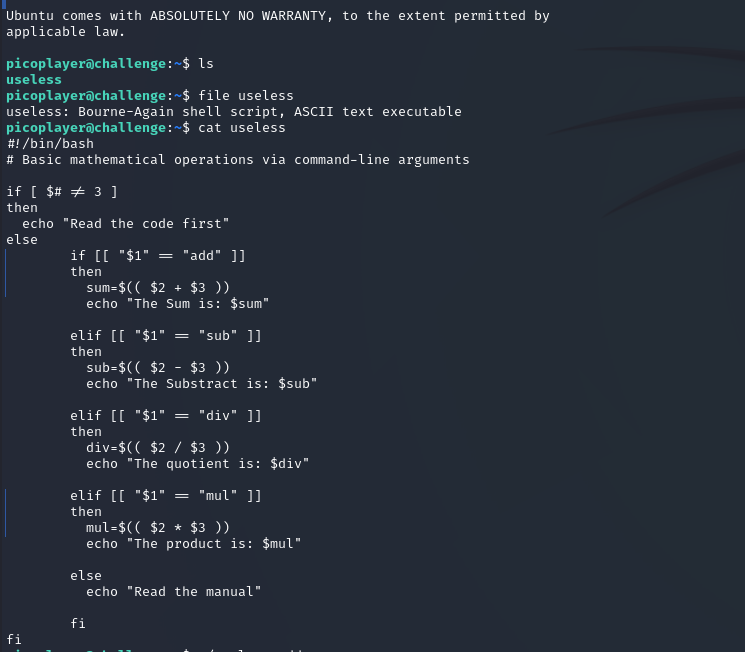 Ubuntu comes with ABSOLUTELY NO WARRANTY, to the extent permitted by
applicable law.
picoplayer@challenge:~$ ls
useless
picoplayer@challenge:~$ file useless
useless: Bourne-Again shell script, ASCII text executable
picoplayer@challenge:~$ cat useless
#!/bin/bash
# Basic mathematical operations via command-line arguments
if [ $# != 3 ]
then
  echo "Read the code first"
else
        if [[ "$1" == "add" ]]
        then
          sum=$(( $2 + $3 ))
          echo "The Sum is: $sum"
        elif [[ "$1" == "sub" ]]
        then
          sub=$(( $2 - $3 ))
          echo "The Substract is: $sub"
        elif [[ "$1" == "div" ]]
        then
          div=$(( $2 / $3 ))
          echo "The quotient is: $div"
        elif [[ "$1" == "mul" ]]
        then
          mul=$(( $2 * $3 ))
          echo "The product is: $mul"
        else
          echo "Read the manual"
        fi
fi